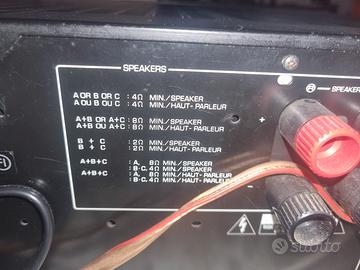 SPEAKERS
A OR B OR C : 4Ω MIN./SPEAKER
A OU B OU C : 4Ω MIN./HAUT-PARLEUR
A+B OR A+C : 8Ω MIN./SPEAKER
A+B OU A+C : 8Ω MIN./HAUT-PARLEUR
B + C : 2Ω MIN./SPEAKER
B + C : 2Ω MIN./HAUT-PARLEUR
A+B+C : A, 8Ω MIN./SPEAKER
B·C, 4Ω MIN./SPEAKER
A+B+C : A, 8Ω MIN./HAUT-PARLEUR
B·C, 4Ω MIN./HAUT-PARLEUR
SPEAKER
+
-
subito